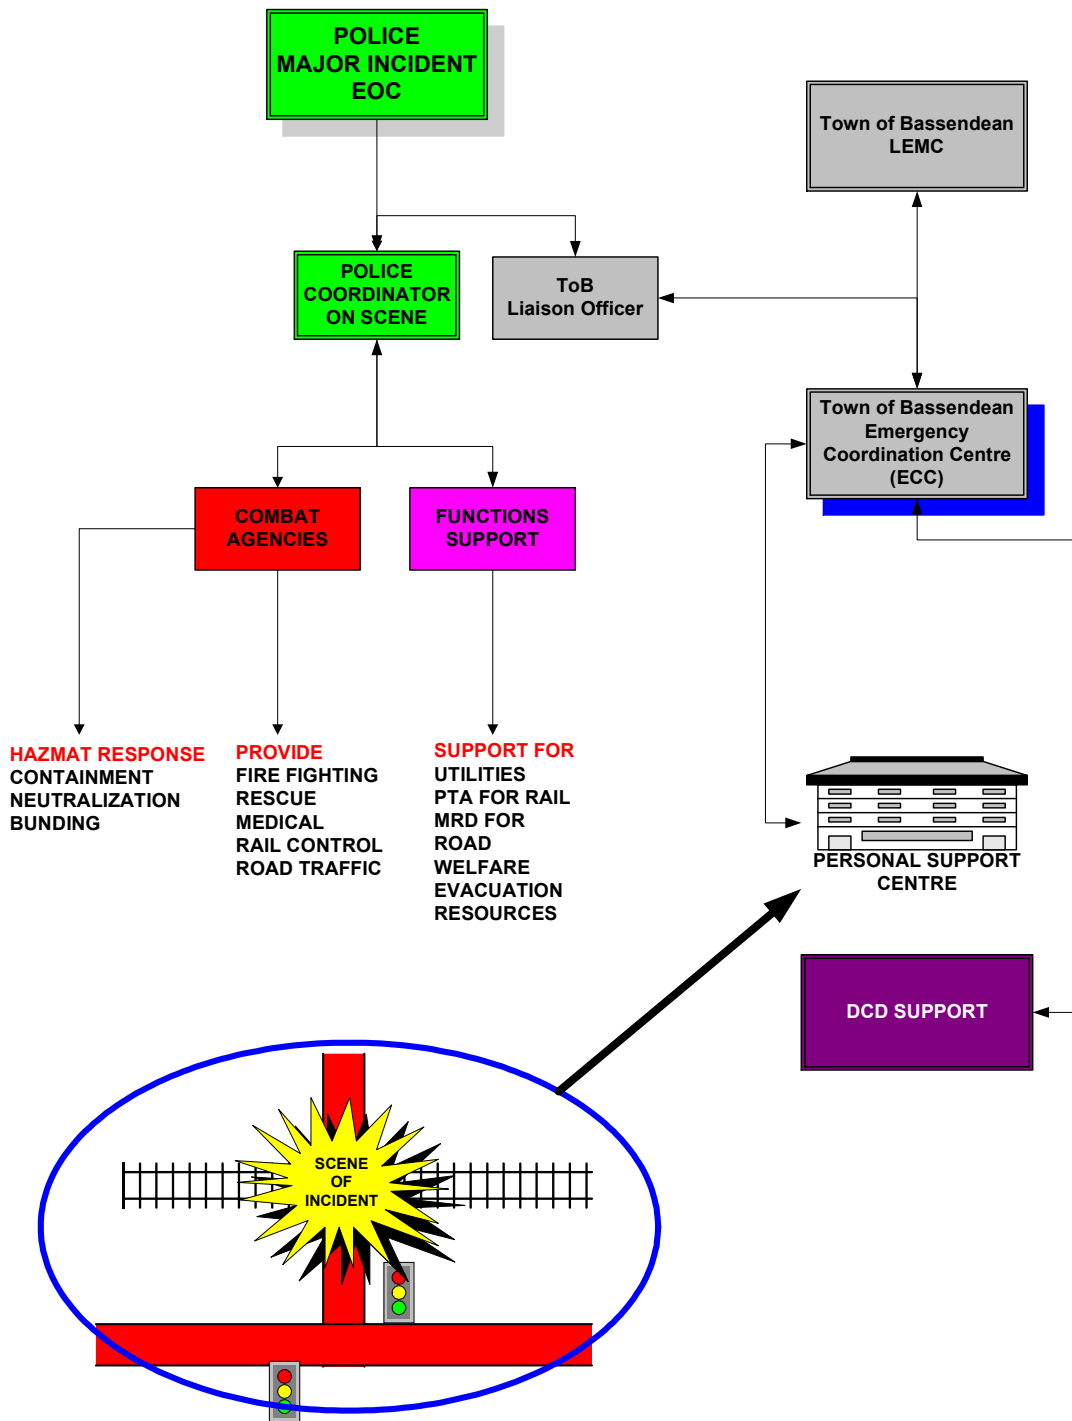 POLICE
MAJOR INCIDENT
EOC
Town of Bassendean
LEMC
POLICE
COORDINATOR
ON SCENE
ToB
Liaison Officer
Town of Bassendean
Emergency
Coordination Centre
(ECC)
COMBAT
AGENCIES
FUNCTIONS
SUPPORT
HAZMAT RESPONSE
CONTAINMENT
NEUTRALIZATION
BUNDING
PROVIDE
FIRE FIGHTING
RESCUE
MEDICAL
RAIL CONTROL
ROAD TRAFFIC
SUPPORT FOR
UTILITIES
PTA FOR RAIL
MRD FOR
ROAD
WELFARE
EVACUATION
RESOURCES
PERSONAL SUPPORT
CENTRE
DCD SUPPORT
SCENE
OF
INCIDENT